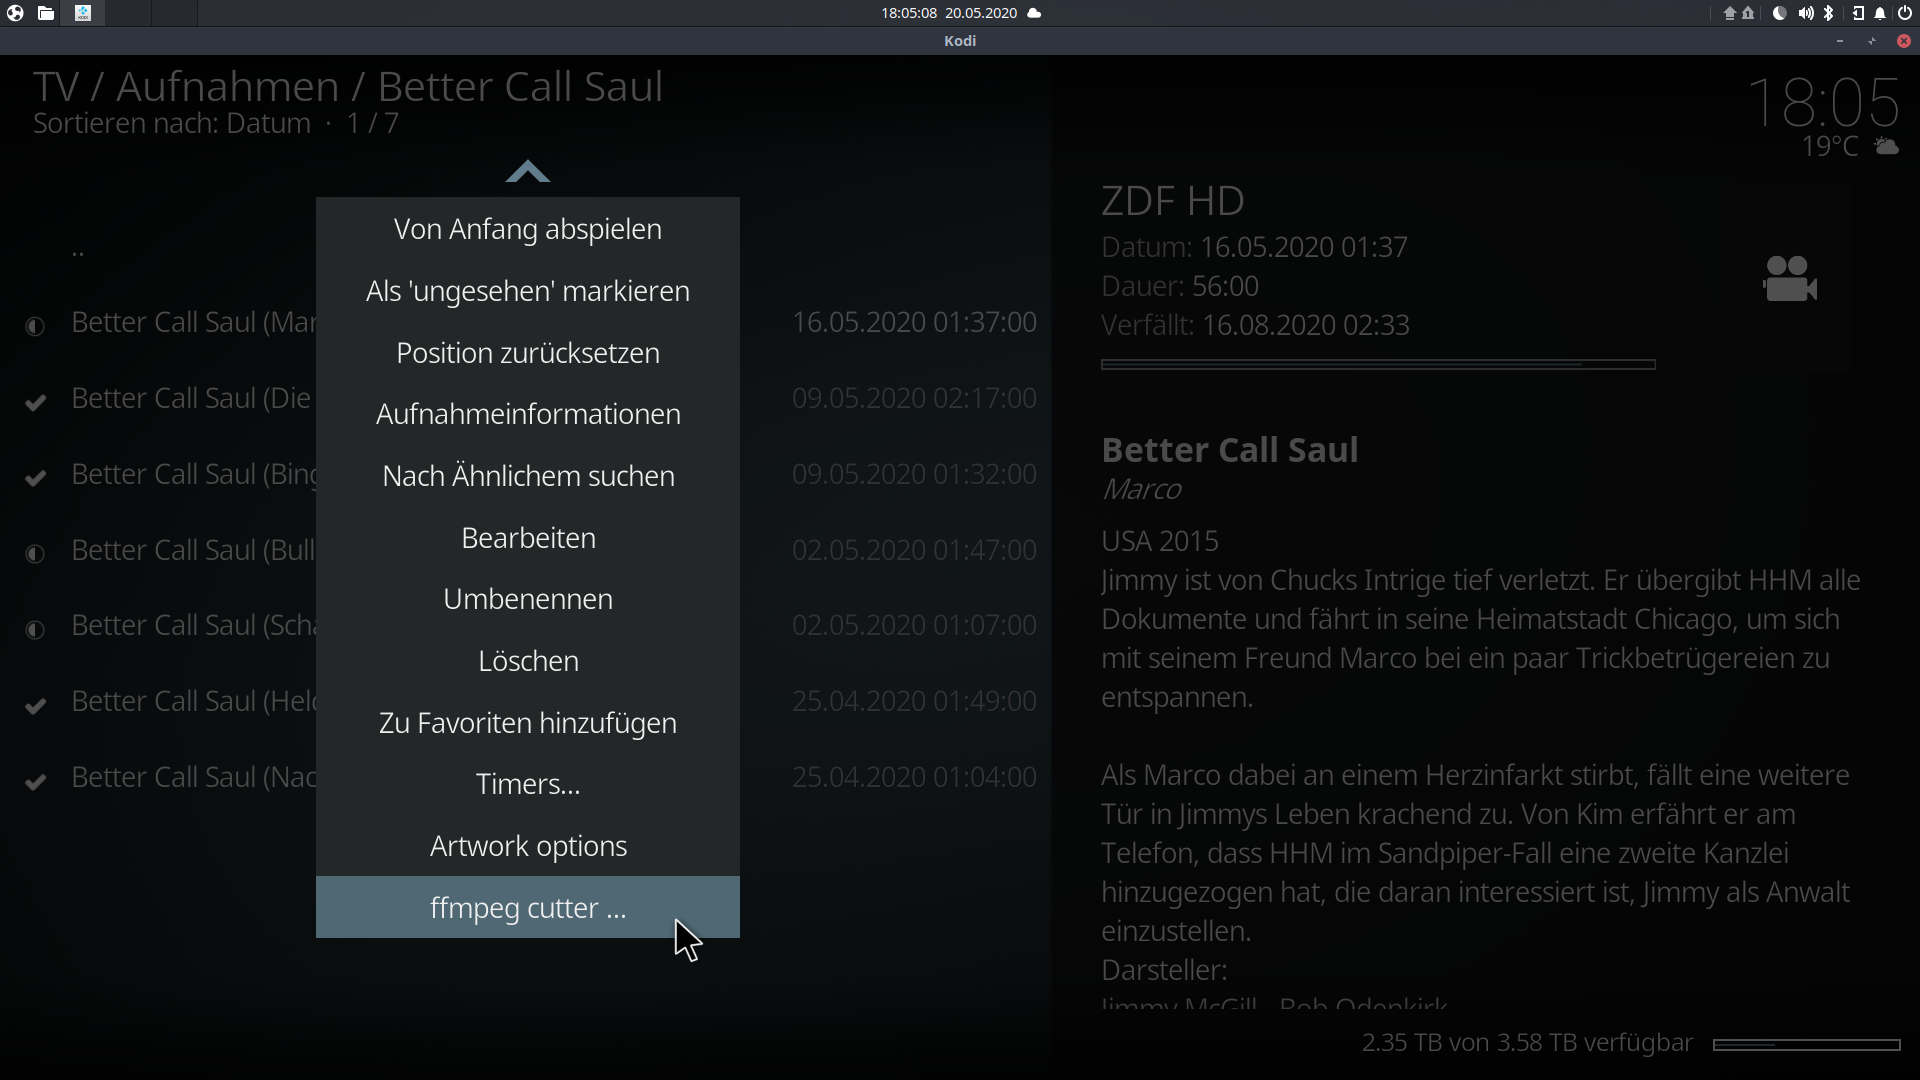 18:05:08 20.05.2020
Kodi
TV / Aufnahmen / Better Call Saul
Sortieren nach: Datum · 1 / 7
18:05
19°C
Von Anfang abspielen
Als 'ungesehen' markieren
Position zurücksetzen
Aufnahmeinformationen
Nach Ähnlichem suchen
Bearbeiten
Umbenennen
Löschen
Zu Favoriten hinzufügen
Timers...
Artwork options
ffmpeg cutter ...
..
Better Call Saul (Mar 16.05.2020 01:37:00
Better Call Saul (Die 09.05.2020 02:17:00
Better Call Saul (Bing 09.05.2020 01:32:00
Better Call Saul (Bull 02.05.2020 01:47:00
Better Call Saul (Scha 02.05.2020 01:07:00
Better Call Saul (Held 25.04.2020 01:49:00
Better Call Saul (Nac 25.04.2020 01:04:00
ZDF HD
Datum: 16.05.2020 01:37
Dauer: 56:00
Verfällt: 16.08.2020 02:33
Better Call Saul
Marco
USA 2015
Jimmy ist von Chucks Intrige tief verletzt. Er übergibt HHM alle
Dokumente und fährt in seine Heimatstadt Chicago, um sich
mit seinem Freund Marco bei ein paar Trickbetrügereien zu
entspannen.
Als Marco dabei an einem Herzinfarkt stirbt, fällt eine weitere
Tür in Jimmys Leben krachend zu. Von Kim erfährt er am
Telefon, dass HHM im Sandpiper-Fall eine zweite Kanzlei
hinzugezogen hat, die daran interessiert ist, Jimmy als Anwalt
einzustellen.
Darsteller:
Jimmy McGill - Bob Odenkirk
2.35 TB von 3.58 TB verfügbar